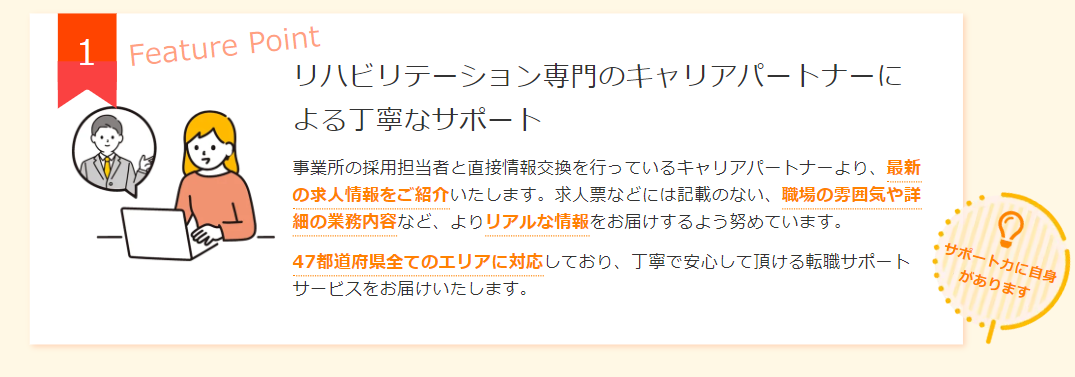 1
Feature Point
リハビリテーション専門のキャリアパートナーに
よる丁寧なサポート
事業所の採用担当者と直接情報交換を行っているキャリアパートナーより、最新
の求人情報をご紹介いたします。求人票などには記載のない、職場の雰囲気や詳
細の業務内容など、よりリアルな情報をお届けするよう努めています。
47都道府県全てのエリアに対応しており、丁寧で安心して頂ける転職サポート
サービスをお届けいたします。
サポート力に自身
があります